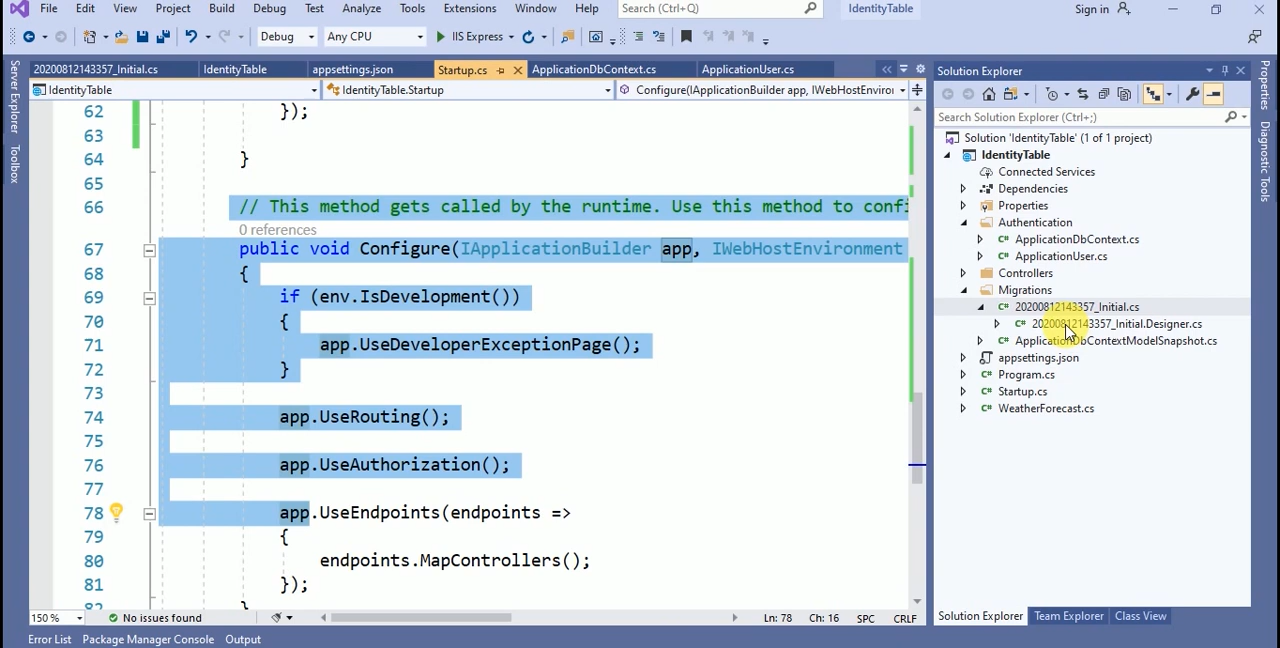 File Edit View Project Build Debug Test Analyze Tools Extensions Window Help Search (Ctrl+Q) IdentityTable Sign in
Debug Any CPU IIS Express
20200812143357_Initial.cs IdentityTable appsettings.json Startup.cs ApplicationDbContext.cs ApplicationUser.cs
IdentityTable IdentityTable.Startup Configure(IApplicationBuilder app, IWebHostEnviror
62 });
63
64 }
65
66 // This method gets called by the runtime. Use this method to confi
0 references
67 public void Configure(IApplicationBuilder app, IWebHostEnvironment
68 {
69 if (env.IsDevelopment())
70 {
71 app.UseDeveloperExceptionPage();
72 }
73
74 app.UseRouting();
75
76 app.UseAuthorization();
77
78 app.UseEndpoints(endpoints =>
79 {
80 endpoints.MapControllers();
81 });
82 }
150 % No issues found Ln: 78 Ch: 16 SPC CRLF
Error List Package Manager Console Output
Server Explorer
Toolbox
Solution Explorer
Search Solution Explorer (Ctrl+;)
Solution 'IdentityTable' (1 of 1 project)
IdentityTable
Connected Services
Dependencies
Properties
Authentication
C# ApplicationDbContext.cs
C# ApplicationUser.cs
Controllers
Migrations
C# 20200812143357_Initial.cs
C# 20200812143357_Initial.Designer.cs
C# ApplicationDbContextModelSnapshot.cs
appsettings.json
C# Program.cs
C# Startup.cs
C# WeatherForecast.cs
Solution Explorer Team Explorer Class View
Properties
Diagnostic Tools